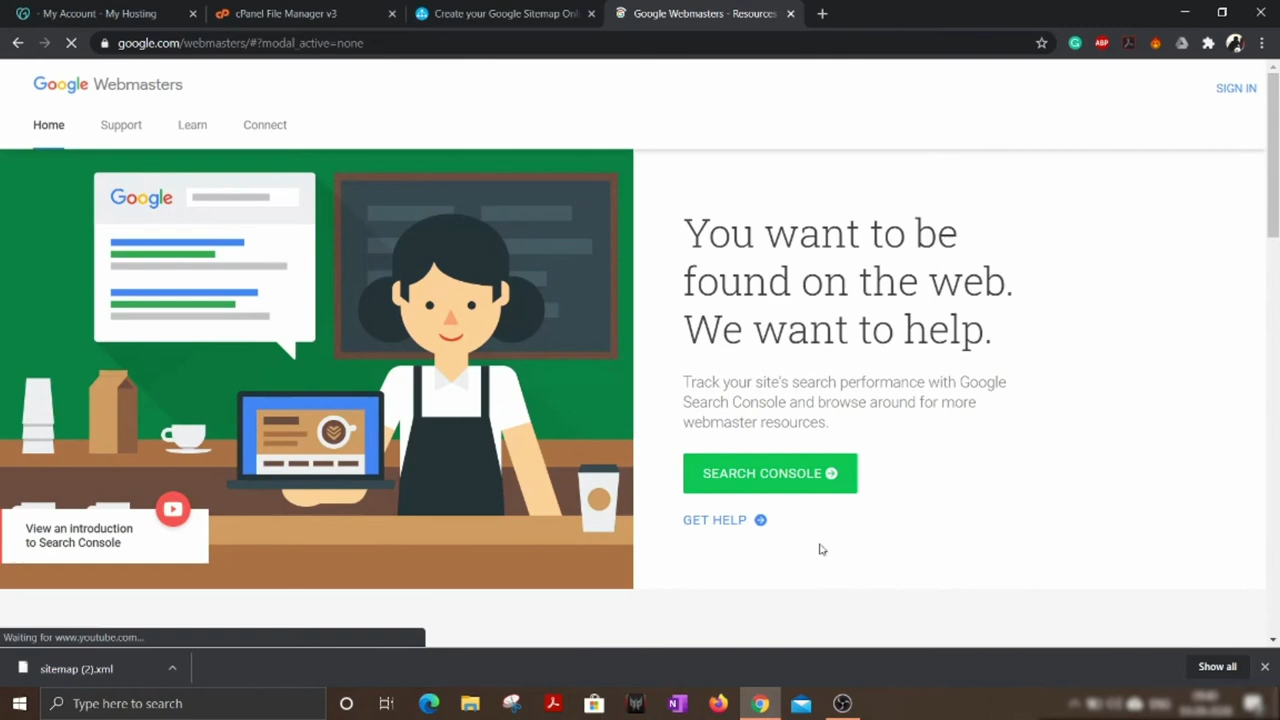 - My Account - My Hosting
cPanel File Manager v3
Create your Google Sitemap Onl
Google Webmasters - Resources
google.com/webmasters/#?modal_active=none
ABP
Google Webmasters
SIGN IN
Home
Support
Learn
Connect
Google
You want to be
found on the web.
We want to help.
Track your site's search performance with Google
Search Console and browse around for more
webmaster resources.
SEARCH CONSOLE
GET HELP
View an introduction
to Search Console
Waiting for www.youtube.com...
sitemap (2).xml
Show all
Type here to search